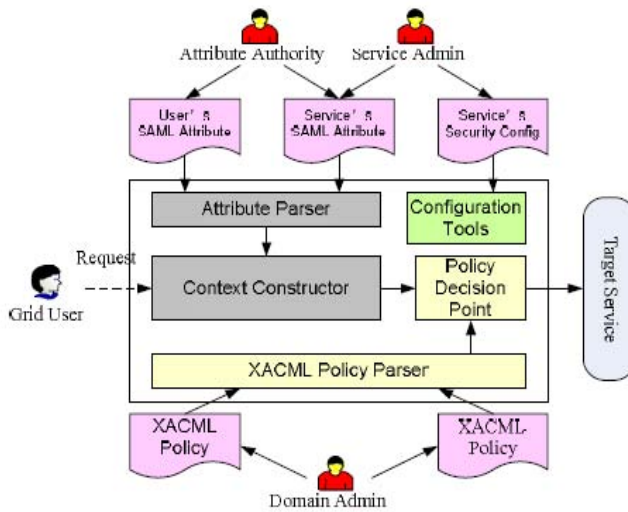 Attribute Authority
Service Admin
User's
SAML Attribute
Service's
SAML Attribute
Service's
Security Config
Attribute Parser
Configuration
Tools
Request
Grid User
Context Constructor
Policy
Decision
Point
Target Service
XACML Policy Parser
XACML
Policy
XACML
Policy
Domain Admin